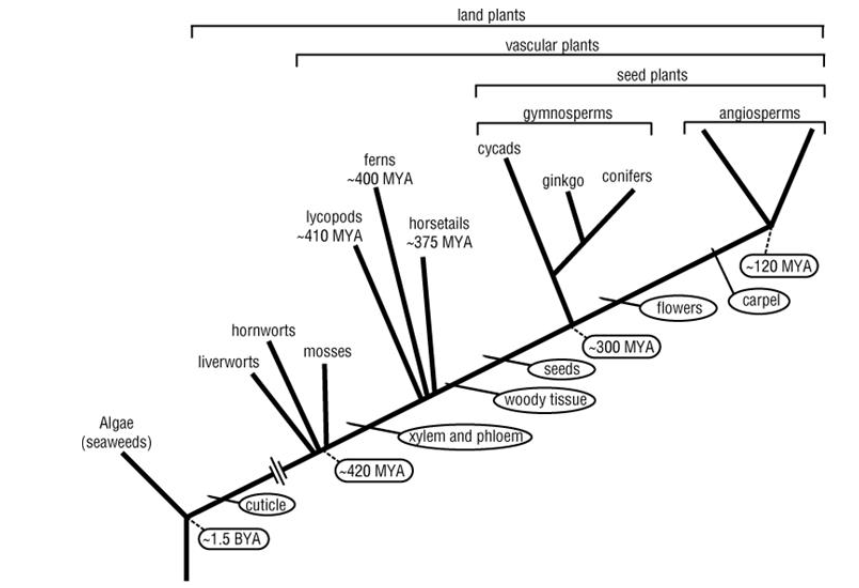 land plants
vascular plants
seed plants
gymnosperms
angiosperms
cycads
ferns
~400 MYA
ginkgo
conifers
lycopods
~410 MYA
horsetails
~375 MYA
~120 MYA
carpel
flowers
hornworts
mosses
liverworts
~300 MYA
seeds
woody tissue
Algae
(seaweeds)
xylem and phloem
~420 MYA
cuticle
~1.5 BYA